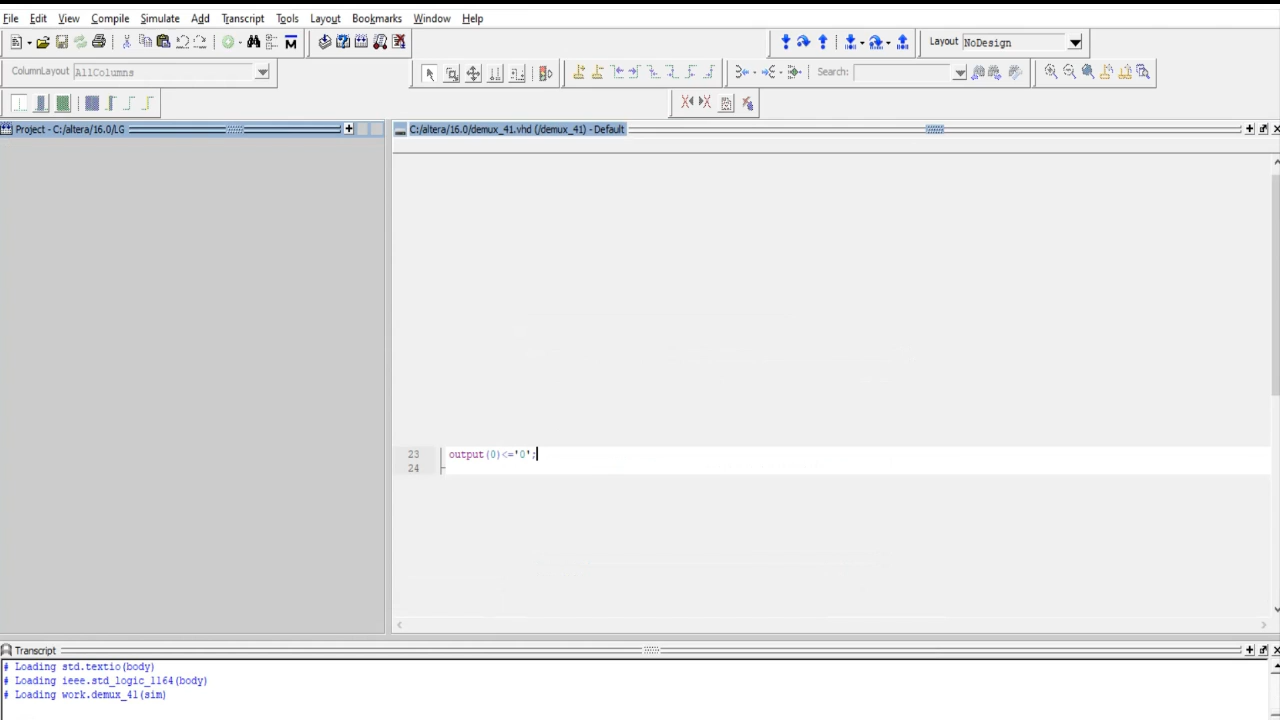 File Edit View Compile Simulate Add Transcript Tools Layout Bookmarks Window Help
Layout NoDesign
ColumnLayout AllColumns
Search:
Project - C:/altera/16.0/LG
C:/altera/16.0/demux_41.vhd (/demux_41) - Default
23 output(0)<='0';
24
Transcript
# Loading std.textio(body)
# Loading ieee.std_logic_1164(body)
# Loading work.demux_41(sim)